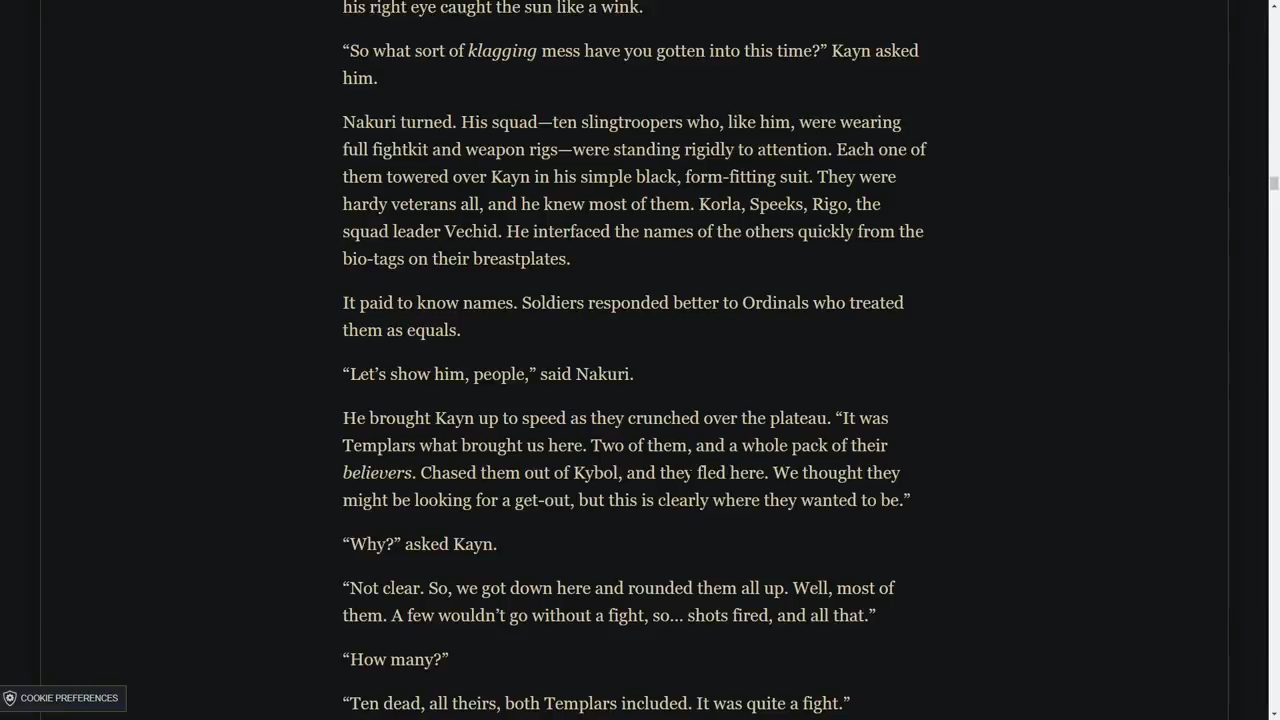 his right eye caught the sun like a wink.
“So what sort of klagging mess have you gotten into this time?” Kayn asked
him.
Nakuri turned. His squad—ten slingtroopers who, like him, were wearing
full fightkit and weapon rigs—were standing rigidly to attention. Each one of
them towered over Kayn in his simple black, form-fitting suit. They were
hardy veterans all, and he knew most of them. Korla, Speeks, Rigo, the
squad leader Vechid. He interfaced the names of the others quickly from the
bio-tags on their breastplates.
It paid to know names. Soldiers responded better to Ordinals who treated
them as equals.
“Let’s show him, people,” said Nakuri.
He brought Kayn up to speed as they crunched over the plateau. “It was
Templars what brought us here. Two of them, and a whole pack of their
believers. Chased them out of Kybol, and they fled here. We thought they
might be looking for a get-out, but this is clearly where they wanted to be.”
“Why?” asked Kayn.
“Not clear. So, we got down here and rounded them all up. Well, most of
them. A few wouldn’t go without a fight, so... shots fired, and all that.”
“How many?”
“Ten dead, all theirs, both Templars included. It was quite a fight.”
COOKIE PREFERENCES